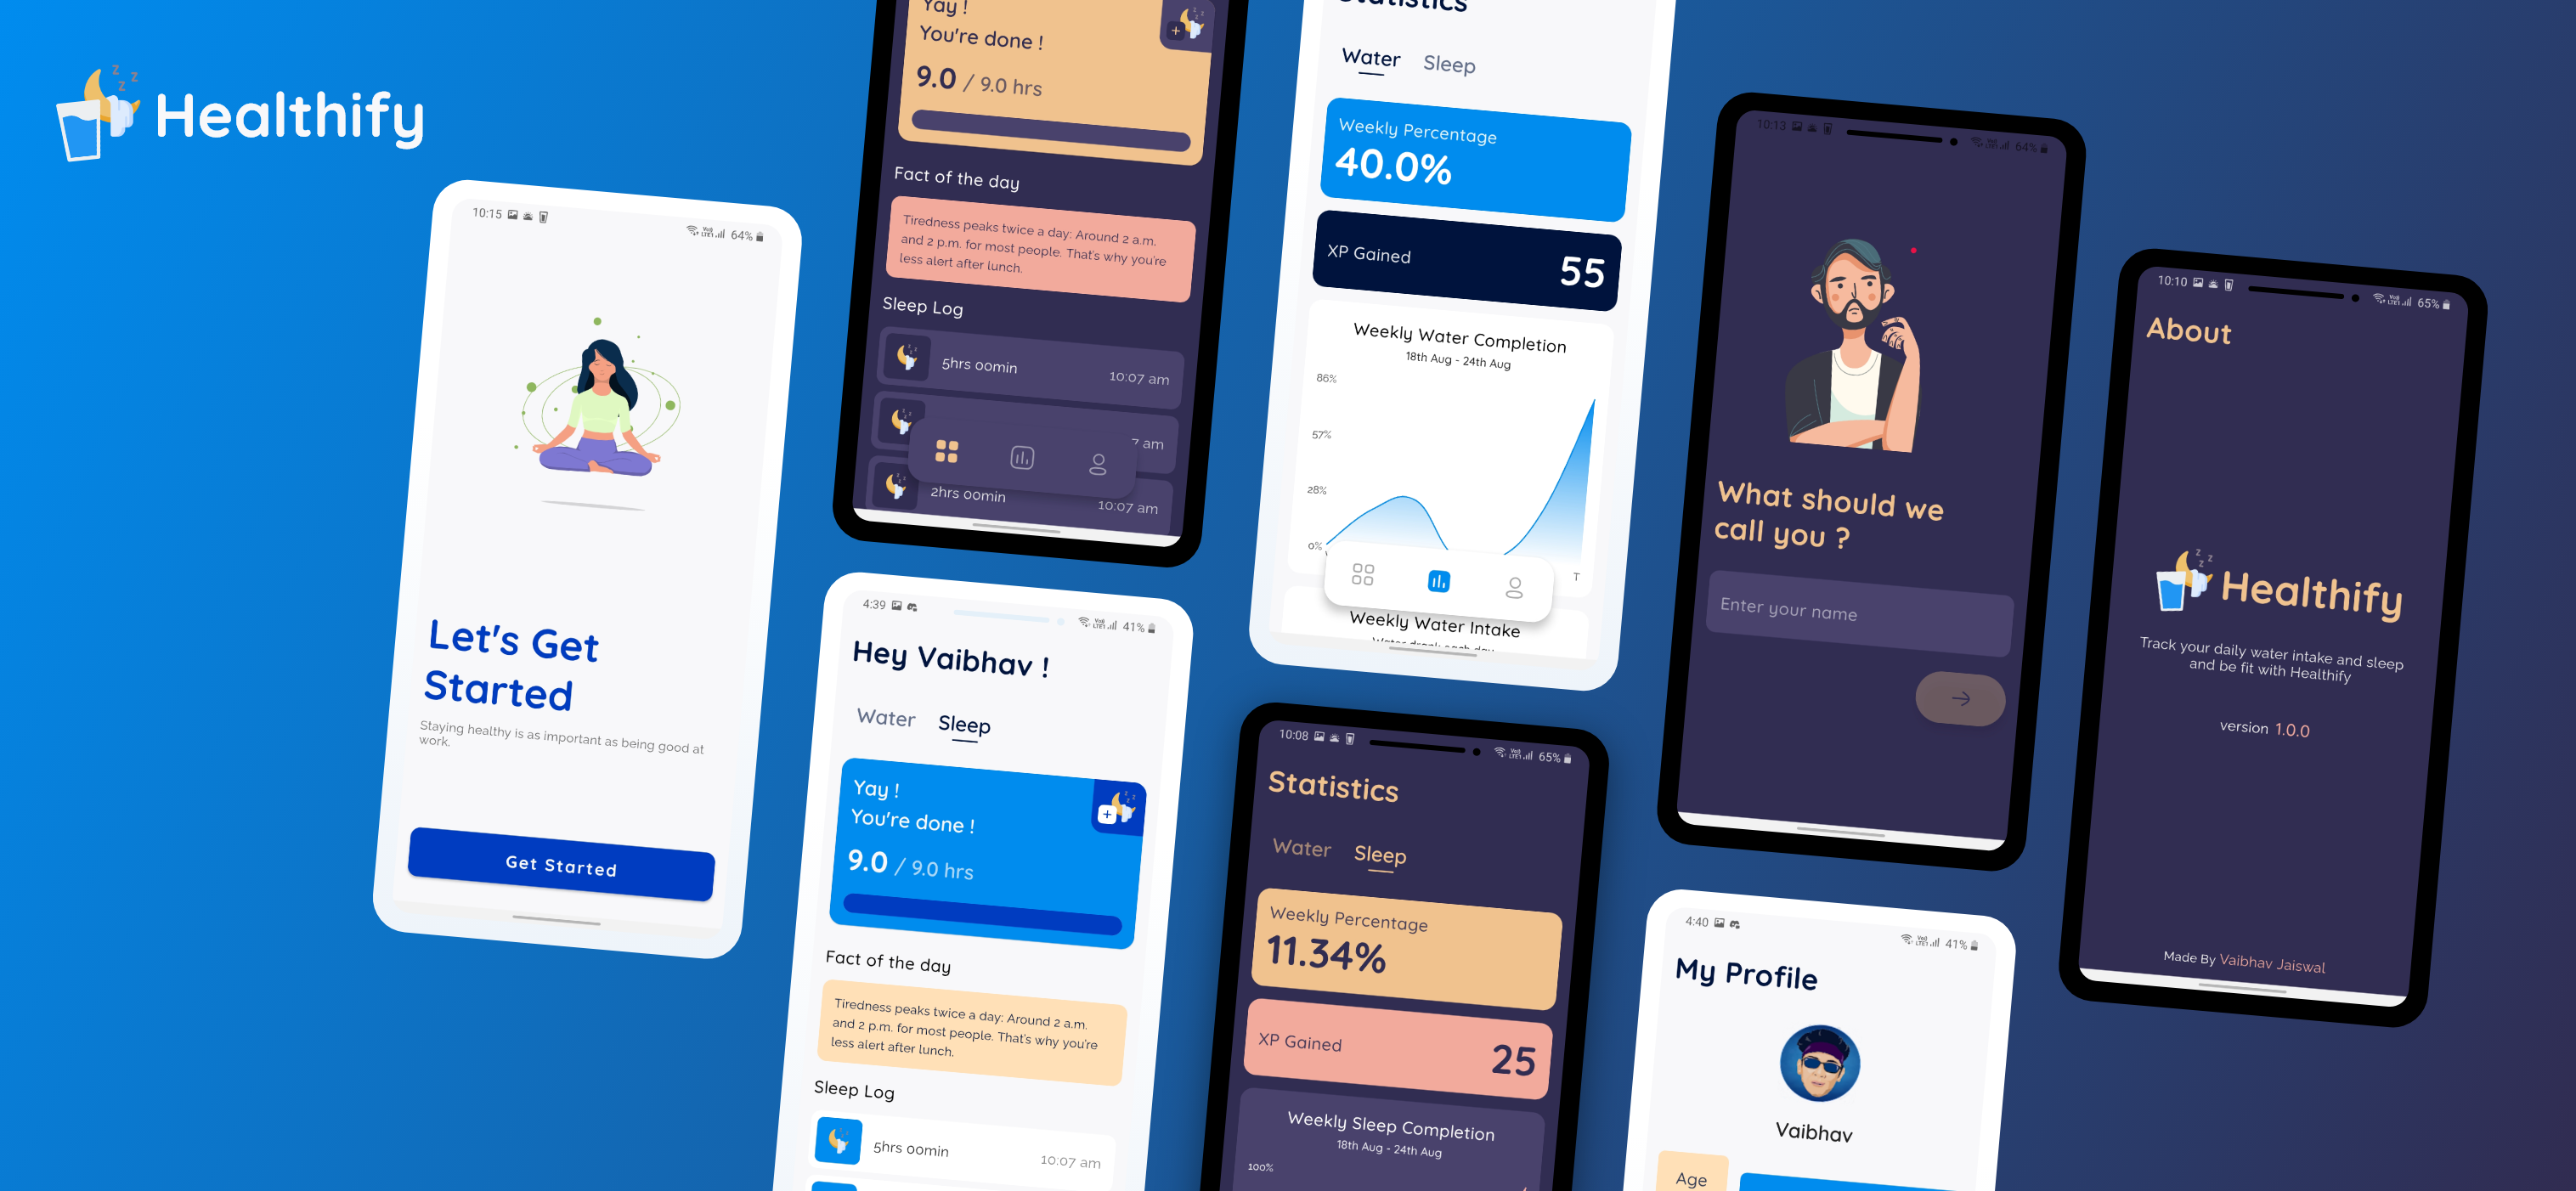 Healthify
10:15
64%
Let's Get
Started
Staying healthy is as important as being good at
work.
Get Started
Yay !
You're done !
9.0 / 9.0 hrs
Fact of the day
Tiredness peaks twice a day: Around 2 a.m.
and 2 p.m. for most people. That's why you're
less alert after lunch.
Sleep Log
5hrs 00min
10:07 am
7 am
2hrs 00min
10:07 am
4:39
41%
Hey Vaibhav !
Water Sleep
Yay !
You're done !
9.0 / 9.0 hrs
Fact of the day
Tiredness peaks twice a day: Around 2 a.m.
and 2 p.m. for most people. That's why you're
less alert after lunch.
Sleep Log
5hrs 00min
10:07 am
Statistics
Water Sleep
Weekly Percentage
40.0%
XP Gained
55
Weekly Water Completion
18th Aug - 24th Aug
86%
57%
28%
0%
T
Weekly Water Intake
Water drank each day
10:08
65%
Statistics
Water Sleep
Weekly Percentage
11.34%
XP Gained
25
Weekly Sleep Completion
18th Aug - 24th Aug
100%
10:13
64%
What should we
call you ?
Enter your name
4:40
41%
My Profile
Vaibhav
Age
10:10
65%
About
Healthify
Track your daily water intake and sleep
and be fit with Healthify
version 1.0.0
Made By Vaibhav Jaiswal